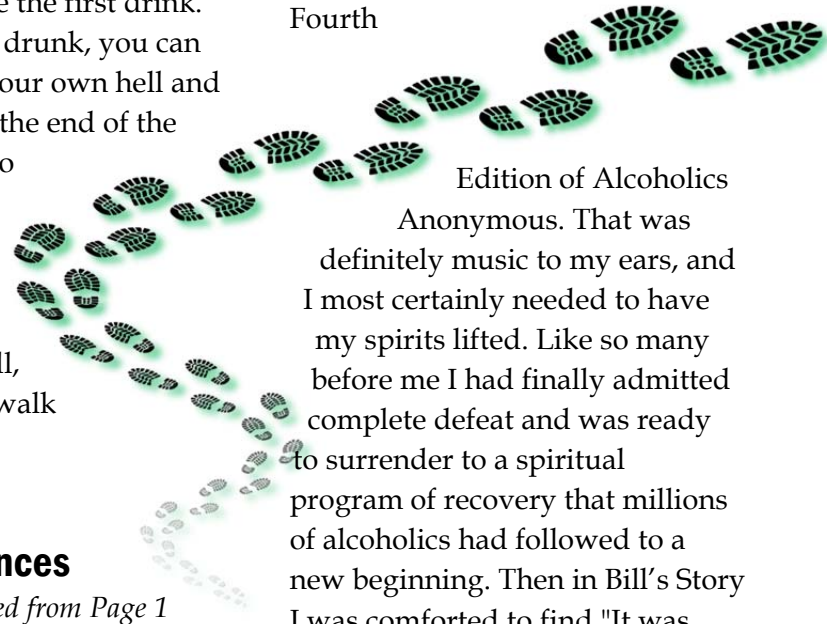 e the first drink.
drunk, you can
our own hell and
the end of the
o
ll,
walk
nces
ed from Page 1
Fourth
Edition of Alcoholics
Anonymous. That was
definitely music to my ears, and
I most certainly needed to have
my spirits lifted. Like so many
before me I had finally admitted
complete defeat and was ready
to surrender to a spiritual
program of recovery that millions
of alcoholics had followed to a
new beginning. Then in Bill’s Story
I was comforted to find "It was